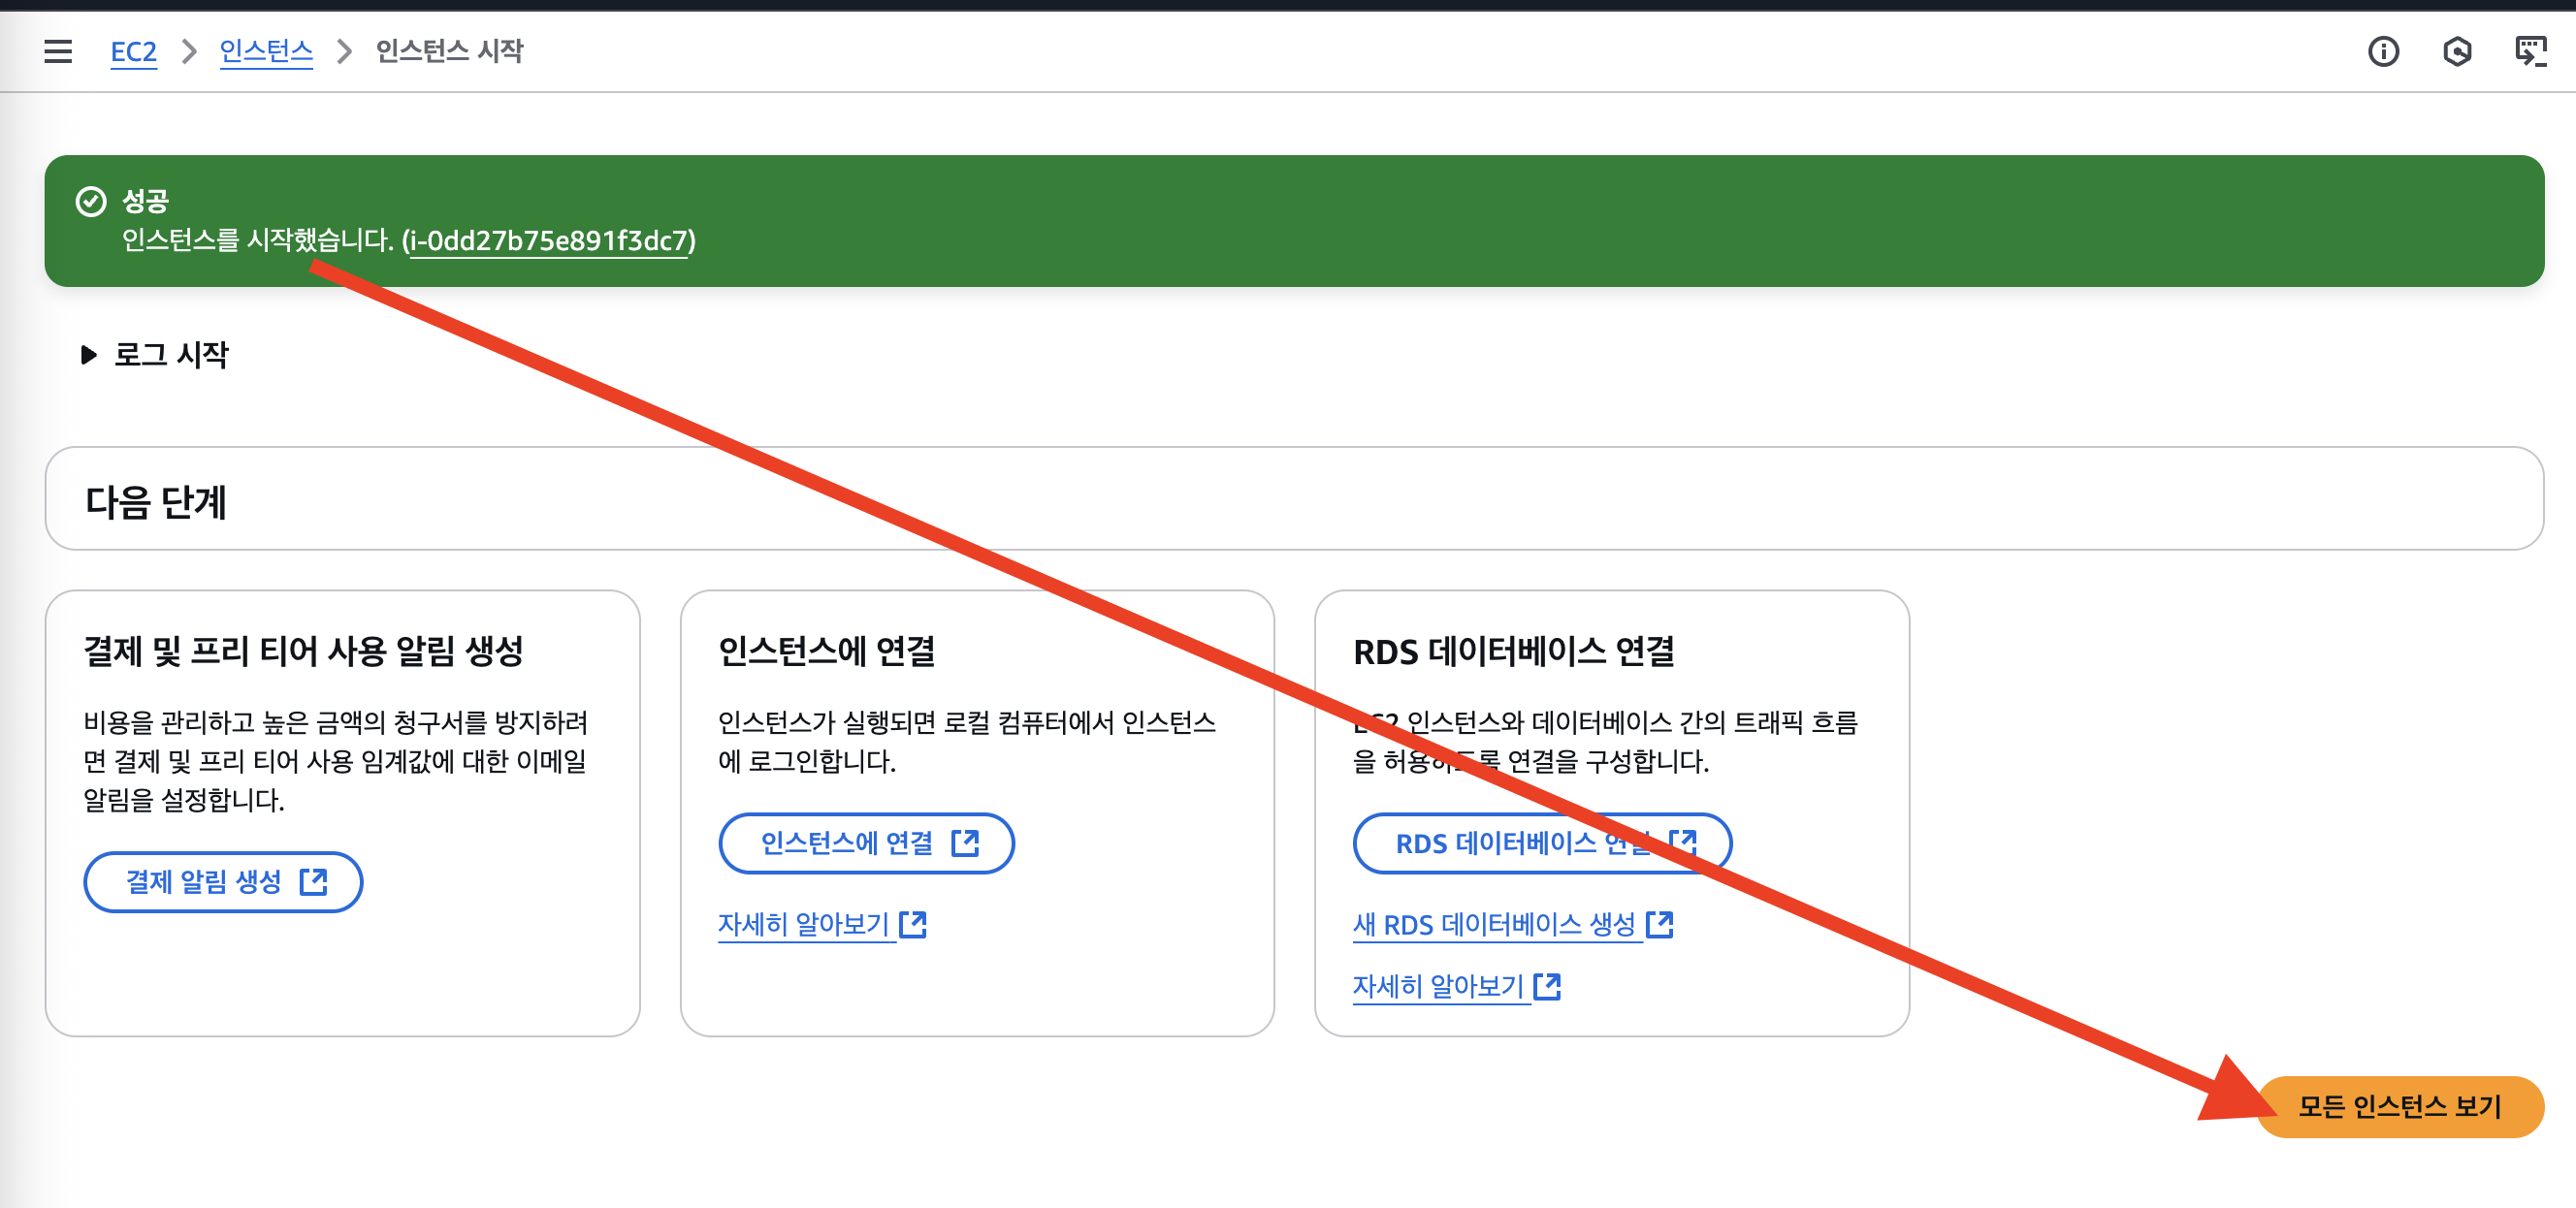 EC2 > 인스턴스 > 인스턴스 시작
성공
인스턴스를 시작했습니다. (i-0dd27b75e891f3dc7)
로그 시작
다음 단계
결제 및 프리 티어 사용 알림 생성
비용을 관리하고 높은 금액의 청구서를 방지하려
면 결제 및 프리 티어 사용 임계값에 대한 이메일
알림을 설정합니다.
결제 알림 생성
인스턴스에 연결
인스턴스가 실행되면 로컬 컴퓨터에서 인스턴스
에 로그인합니다.
인스턴스에 연결
자세히 알아보기
RDS 데이터베이스 연결
EC2 인스턴스와 데이터베이스 간의 트래픽 흐름
을 허용하도록 연결을 구성합니다.
RDS 데이터베이스 연결
새 RDS 데이터베이스 생성
자세히 알아보기
모든 인스턴스 보기